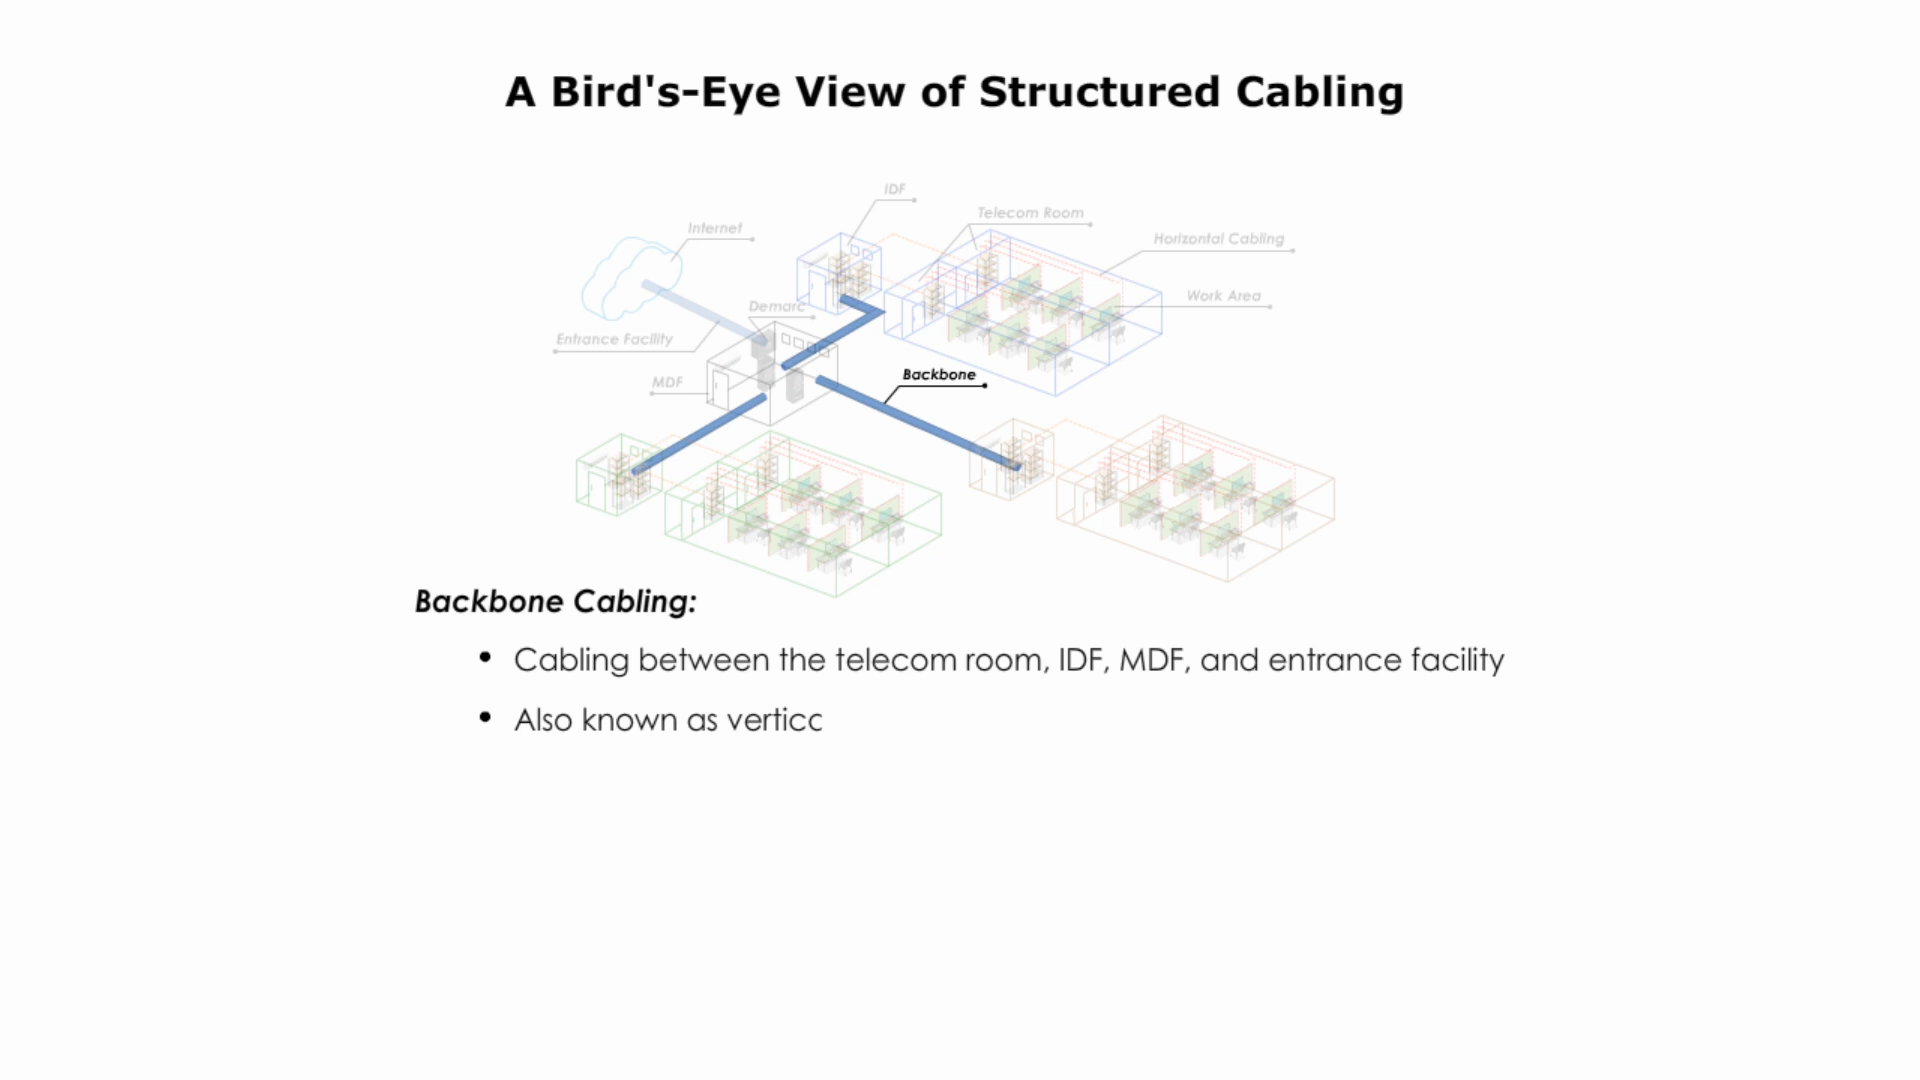 A Bird's-Eye View of Structured Cabling
IDF
Telecom Room
Internet
Horizontal Cabling
Work Area
Demarc
Entrance Facility
Backbone
MDF
Backbone Cabling:
• Cabling between the telecom room, IDF, MDF, and entrance facility
• Also known as verticc